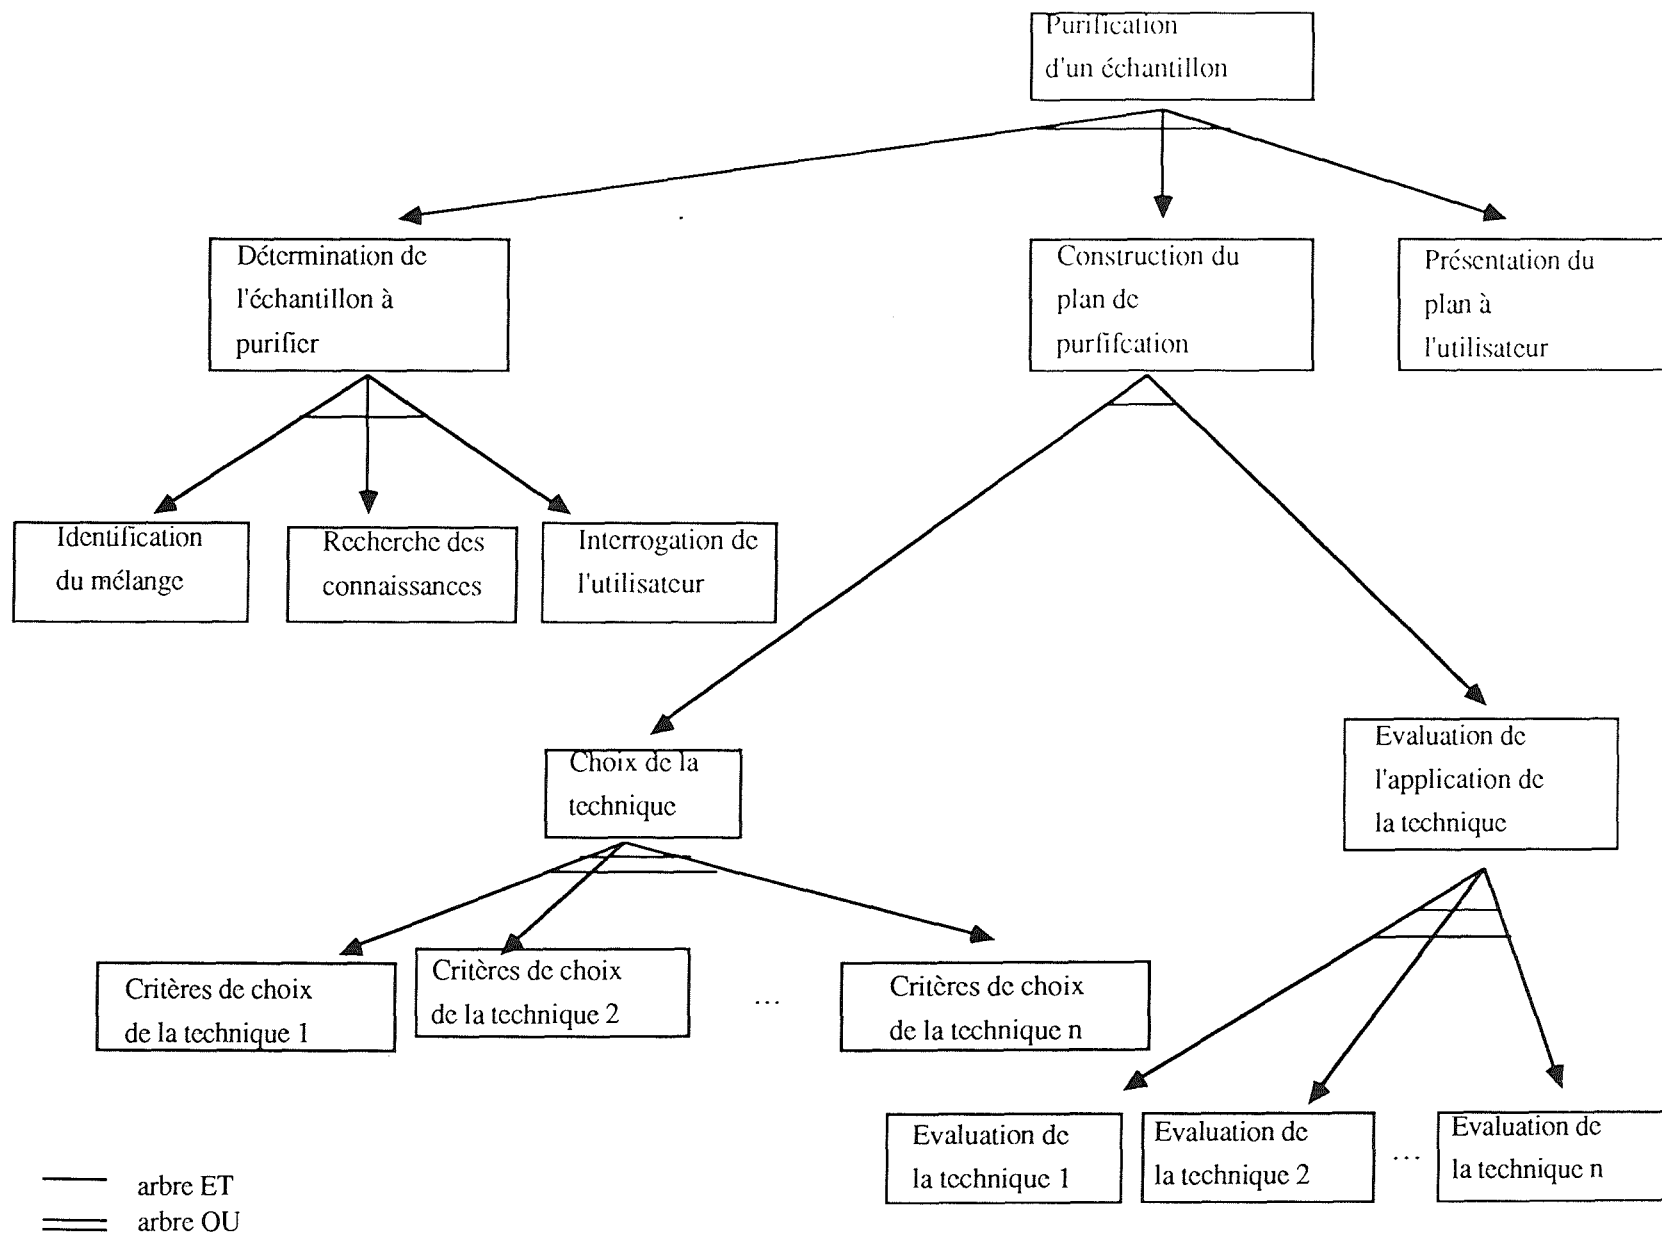 Purification
d'un échantillon
Détermination de
l'échantillon à
purifier
Construction du
plan de
purfifcation
Présentation du
plan à
l'utilisateur
Identification
du mélange
Recherche des
connaissances
Interrogation de
l'utilisateur
Choix de la
technique
Evaluation de
l'application de
la technique
Critères de choix
de la technique 1
Critères de choix
de la technique 2
...
Critères de choix
de la technique n
Evaluation de
la technique 1
Evaluation de
la technique 2
...
Evaluation de
la technique n
arbre ET
arbre OU